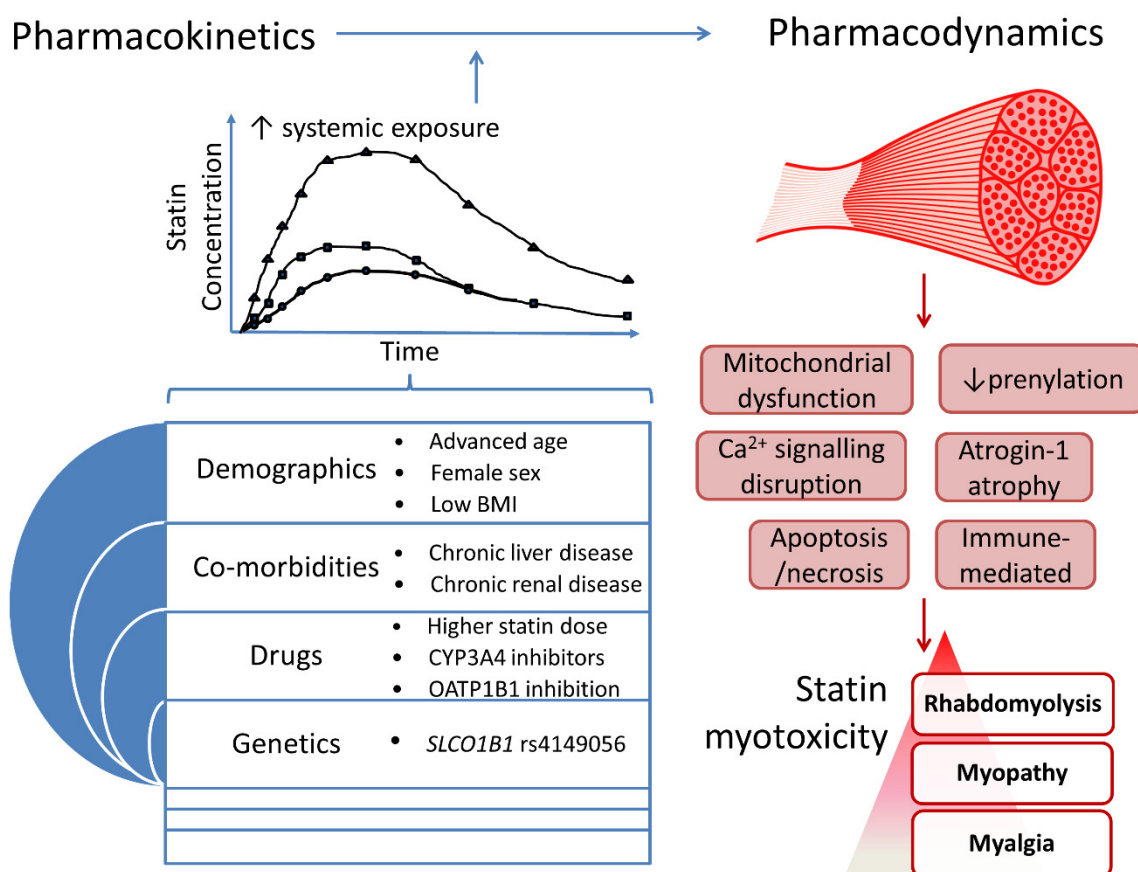 Pharmacokinetics
Pharmacodynamics
↑ systemic exposure
Statin
Concentration
Time
Demographics
• Advanced age
• Female sex
• Low BMI
Co-morbidities
• Chronic liver disease
• Chronic renal disease
Drugs
• Higher statin dose
• CYP3A4 inhibitors
• OATP1B1 inhibition
Genetics
• SLCO1B1 rs4149056
Mitochondrial
dysfunction
↓prenylation
Ca²⁺ signalling
disruption
Atrogin-1
atrophy
Apoptosis
/necrosis
Immune-
mediated
Statin
myotoxicity
Rhabdomyolysis
Myopathy
Myalgia